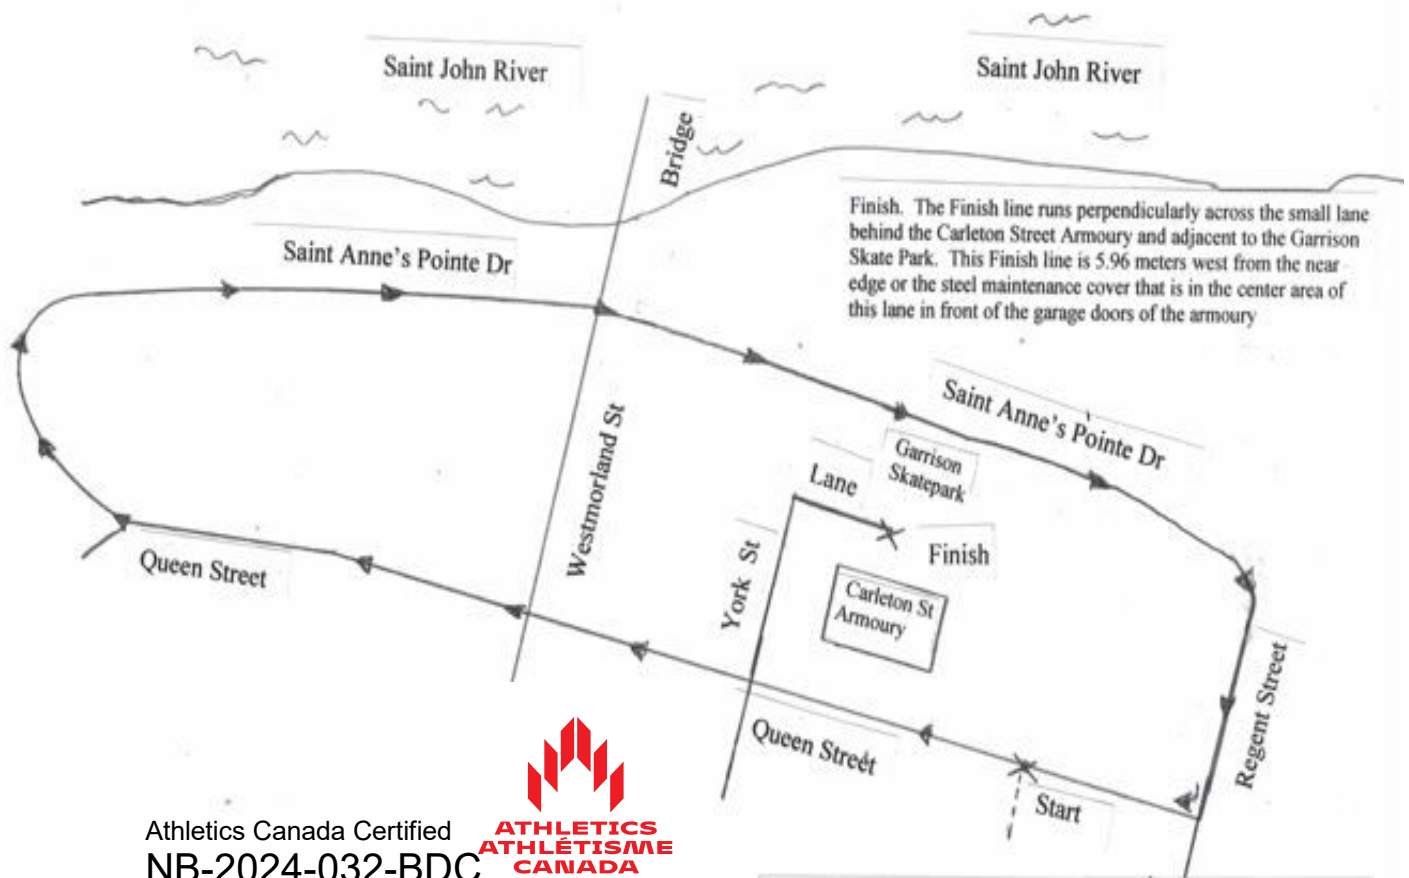 Saint John River
Saint John River
Bridge
Finish. The Finish line runs perpendicularly across the small lane
behind the Carleton Street Armoury and adjacent to the Garrison
Skate Park. This Finish line is 5.96 meters west from the near
edge or the steel maintenance cover that is in the center area of
this lane in front of the garage doors of the armoury
Saint Anne's Pointe Dr
Saint Anne's Pointe Dr
Westmorland St
Garrison
Skatepark
Lane
Finish
York St
Carleton St
Armoury
Queen Street
Regent Street
Queen Street
Start
Athletics Canada Certified
NB-2024-032-BDC
ATHLETICS
ATHLÉTISME
CANADA